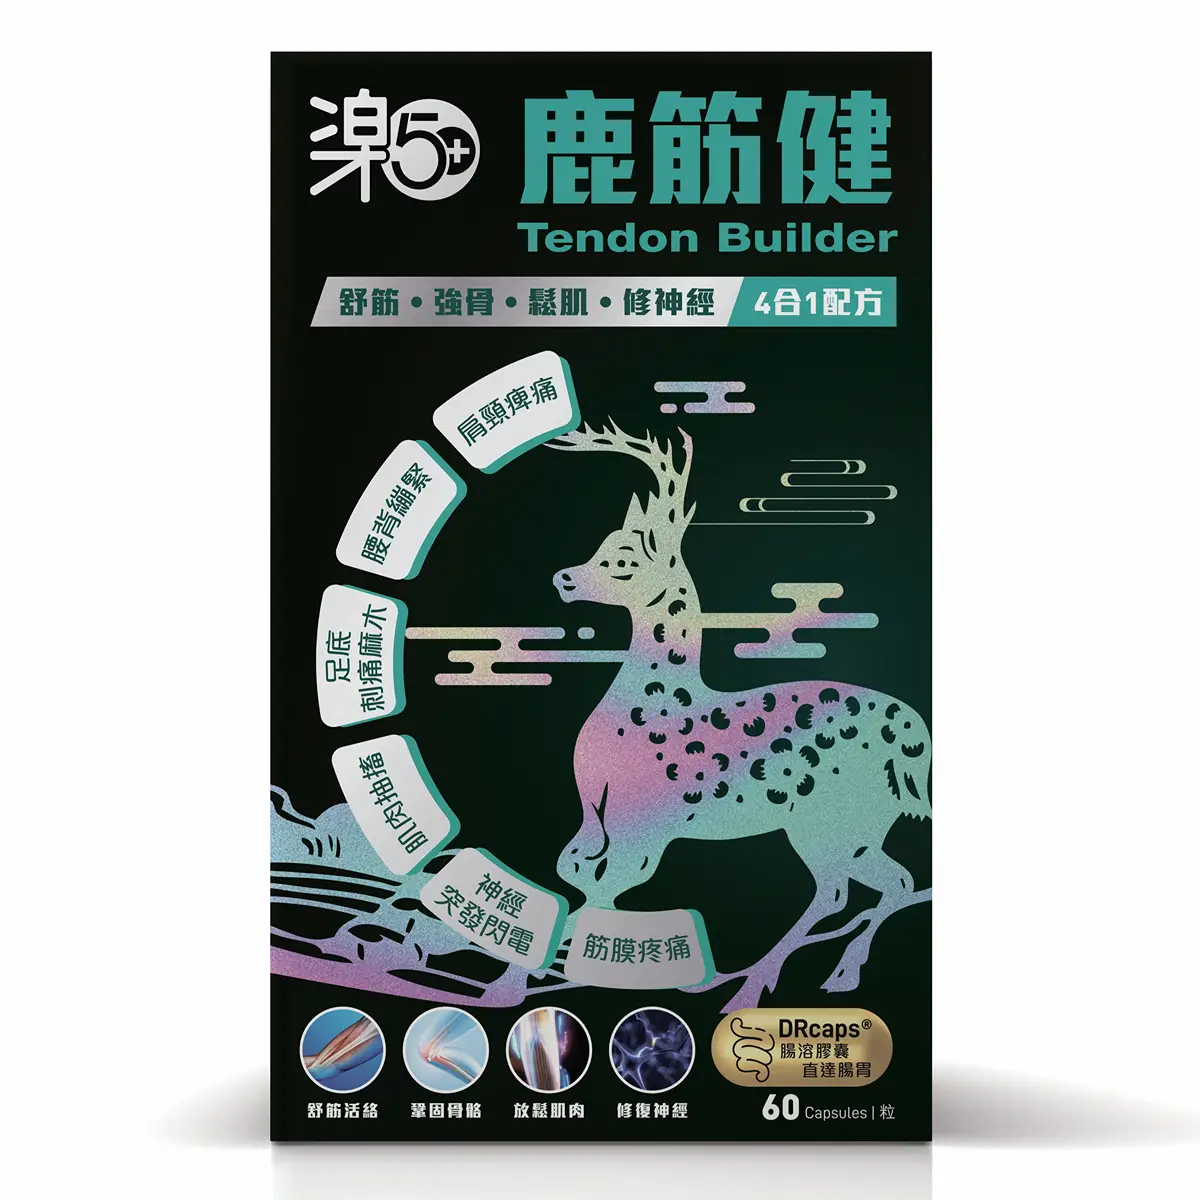 楽5+
鹿筋健
Tendon Builder
舒筋・強骨・鬆肌・修神經 4合1配方
肩頸痺痛
腰背繃緊
足底
刺痛麻木
肌肉抽搐
神經
突發閃電
筋膜疼痛
舒筋活絡
鞏固骨骼
放鬆肌肉
修復神經
DRcaps®
腸溶膠囊
直達腸胃
60 Capsules | 粒